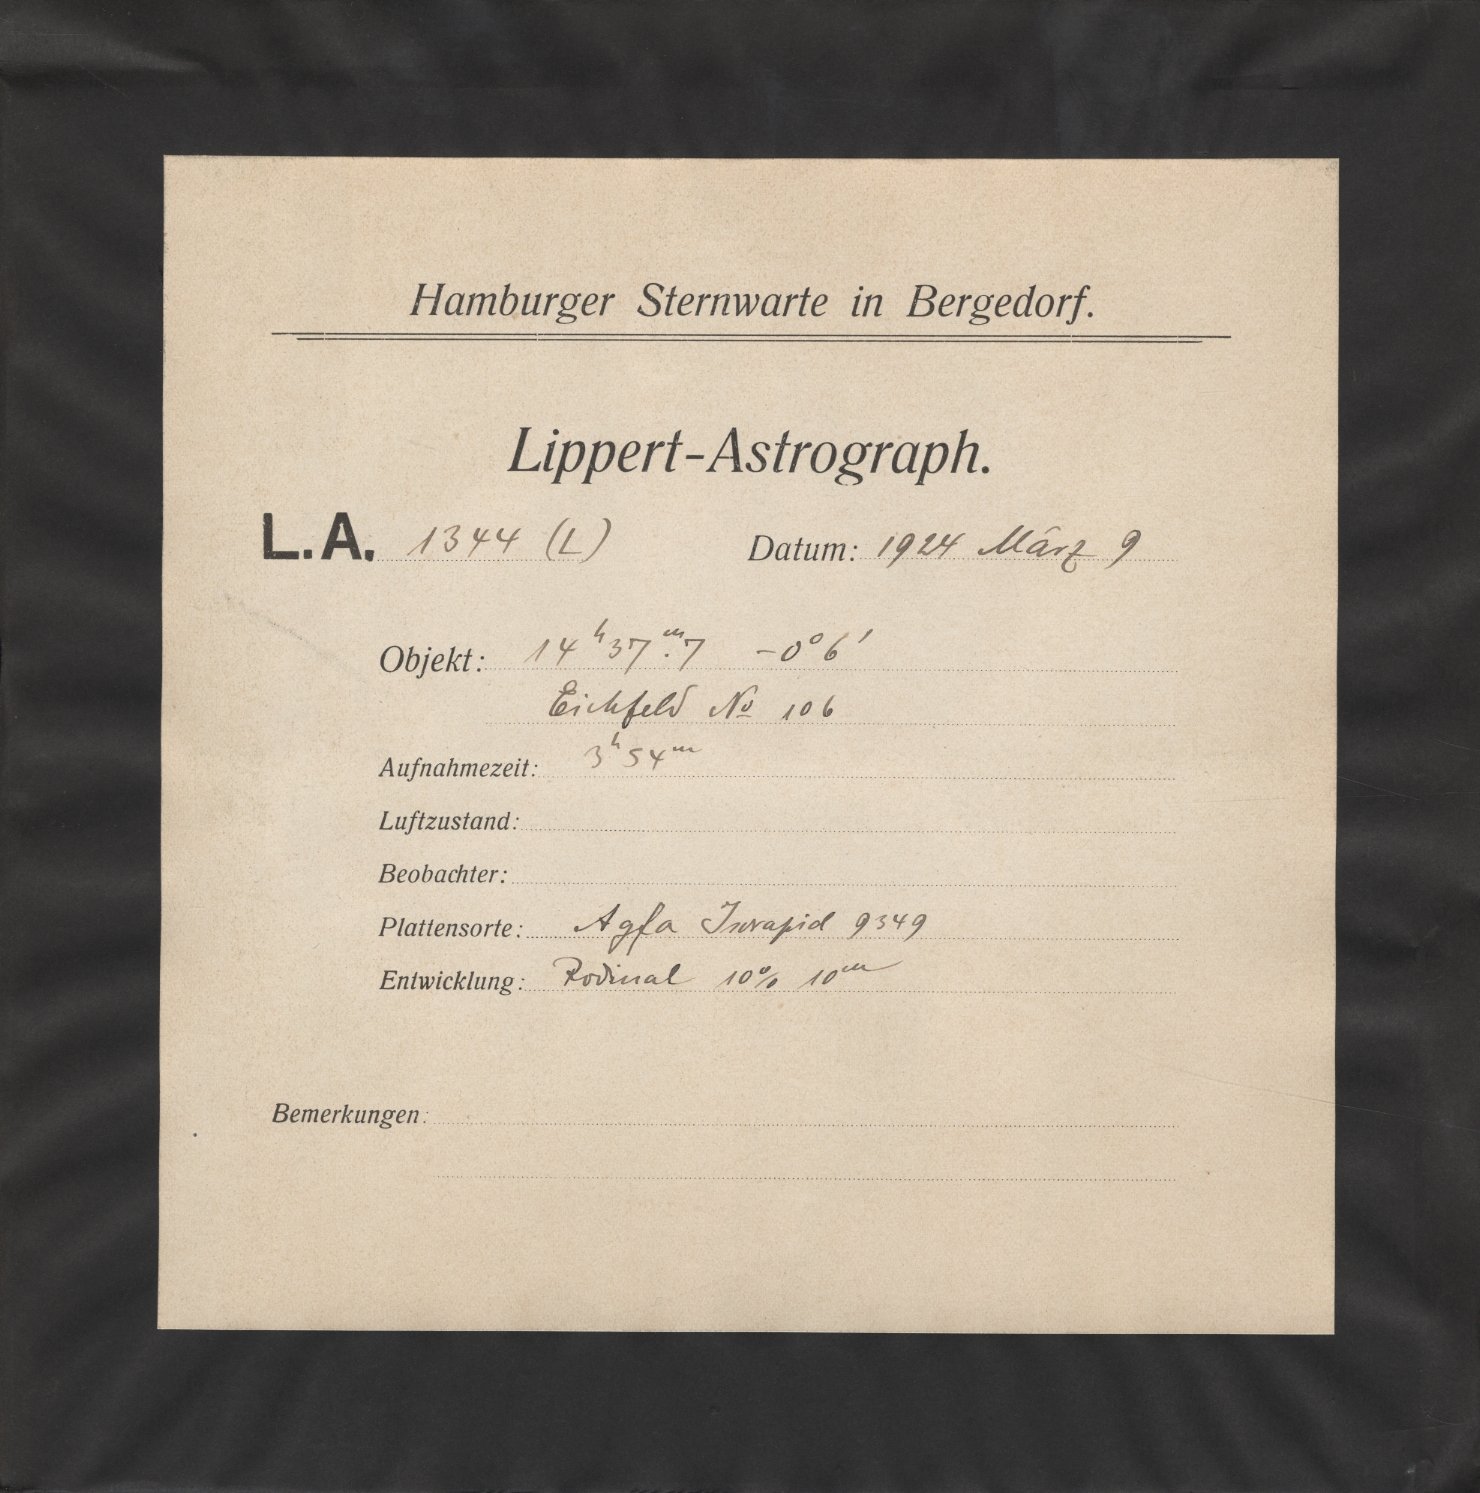 Hamburger Sternwarte in Bergedorf.
Lippert-Astrograph.
L.A. 1344 (L) Datum: 1924 März 9
Objekt: 14ʰ37ᵐ.7 -0°6'
Eichfeld No 106
Aufnahmezeit: 3ʰ54ᵐ
Luftzustand:
Beobachter:
Plattensorte: Agfa Isorapid 9349
Entwicklung: Rodinal 10% 10ᵐ
Bemerkungen: